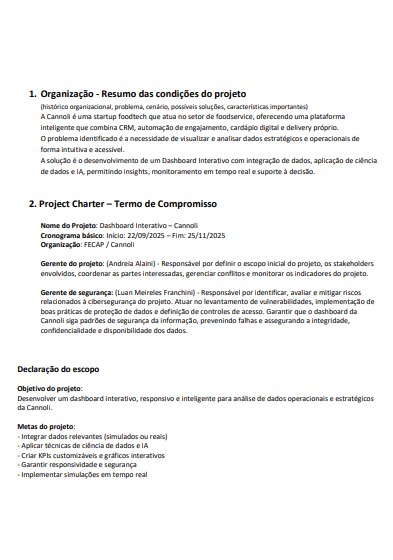 1. Organização - Resumo das condições do projeto
(histórico organizacional, problema, cenário, possíveis soluções, características importantes)
A Cannoli é uma startup foodtech que atua no setor de foodservice, oferecendo uma plataforma
inteligente que combina CRM, automação de engajamento, cardápio digital e delivery próprio.
O problema identificado é a necessidade de visualizar e analisar dados estratégicos e operacionais de
forma intuitiva e acessível.
A solução é o desenvolvimento de um Dashboard Interativo com integração de dados, aplicação de ciência
de dados e IA, permitindo insights, monitoramento em tempo real e suporte à decisão.
2. Project Charter – Termo de Compromisso
Nome do Projeto: Dashboard Interativo – Cannoli
Cronograma básico: Início: 22/09/2025 – Fim: 25/11/2025
Organização: FECAP / Cannoli
Gerente do projeto: (Andreia Alaini) - Responsável por definir o escopo inicial do projeto, os stakeholders
envolvidos, coordenar as partes interessadas, gerenciar conflitos e monitorar os indicadores do projeto.
Gerente de segurança: (Luan Meireles Franchini) - Responsável por identificar, avaliar e mitigar riscos
relacionados à cibersegurança do projeto. Atuar no levantamento de vulnerabilidades, implementação de
boas práticas de proteção de dados e definição de controles de acesso. Garantir que o dashboard da
Cannoli siga padrões de segurança da informação, prevenindo falhas e assegurando a integridade,
confidencialidade e disponibilidade dos dados.
Declaração do escopo
Objetivo do projeto:
Desenvolver um dashboard interativo, responsivo e inteligente para análise de dados operacionais e estratégicos
da Cannoli.
Metas do projeto:
- Integrar dados relevantes (simulados ou reais)
- Aplicar técnicas de ciência de dados e IA
- Criar KPIs customizáveis e gráficos interativos
- Garantir responsividade e segurança
- Implementar simulações em tempo real